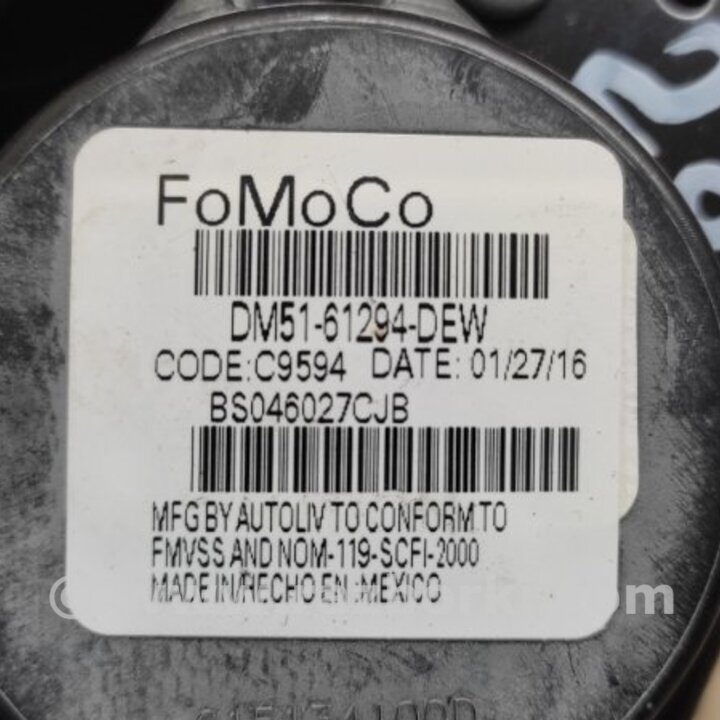 FoMoCo
DM51-61294-DEW
CODE:C9594 DATE: 01/27/16
BS046027CJB
MFG BY AUTOLIV TO CONFORM TO
FMVSS AND NOM-119-SCFI-2000
MADE IN/RECHO EN :MEXICO